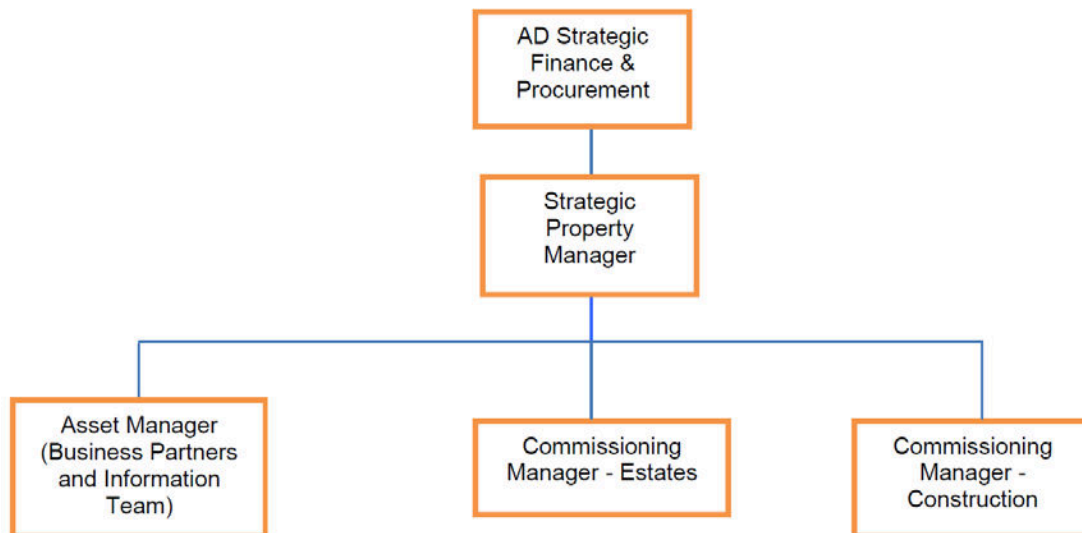 AD Strategic
Finance &
Procurement
Strategic
Property
Manager
Asset Manager
(Business Partners
and Information
Team)
Commissioning
Manager - Estates
Commissioning
Manager -
Construction